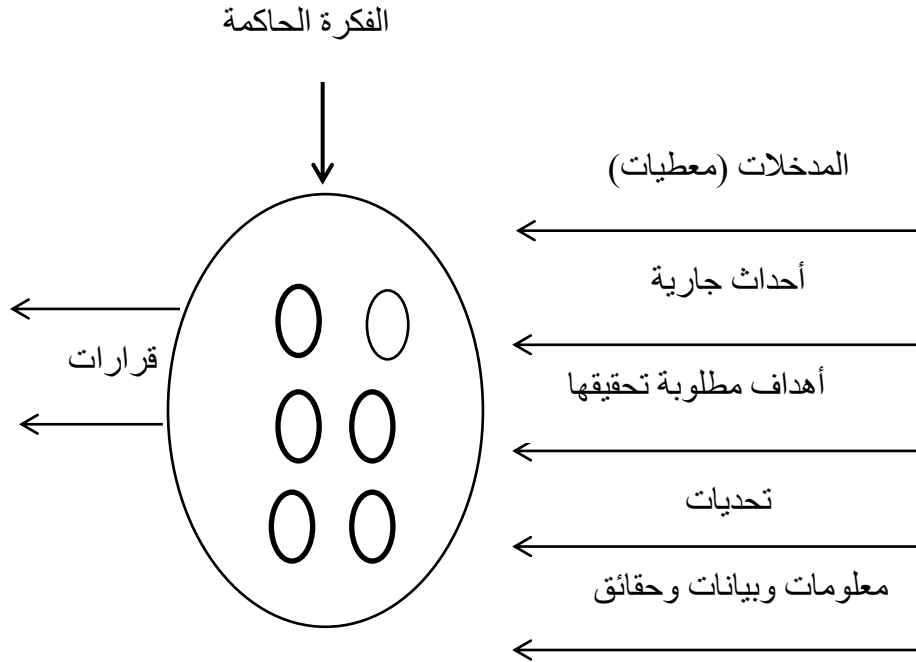 الفكرة الحاكمة
المدخلات (معطيات)
أحداث جارية
أهداف مطلوبة تحقيقها
قرارات
تحديات
معلومات وبيانات وحقائق